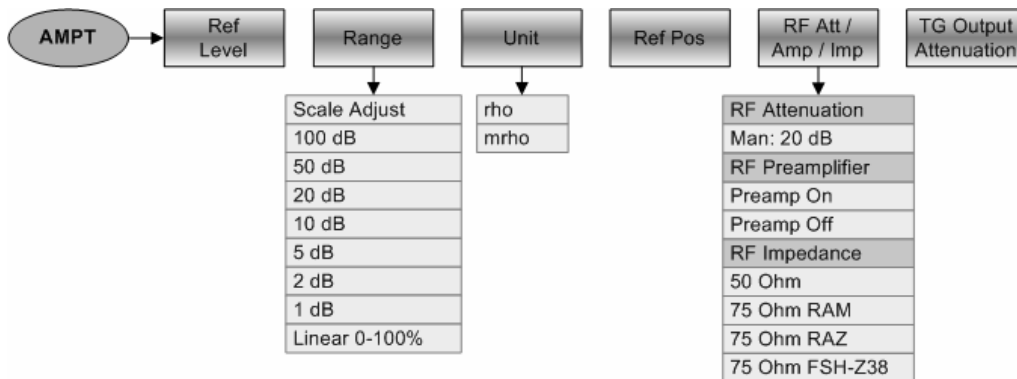 AMPT
Ref
Level
Range
Unit
Ref Pos
RF Att /
Amp / Imp
TG Output
Attenuation
Scale Adjust
100 dB
50 dB
20 dB
10 dB
5 dB
2 dB
1 dB
Linear 0-100%
rho
mrho
RF Attenuation
Man: 20 dB
RF Preamplifier
Preamp On
Preamp Off
RF Impedance
50 Ohm
75 Ohm RAM
75 Ohm RAZ
75 Ohm FSH-Z38